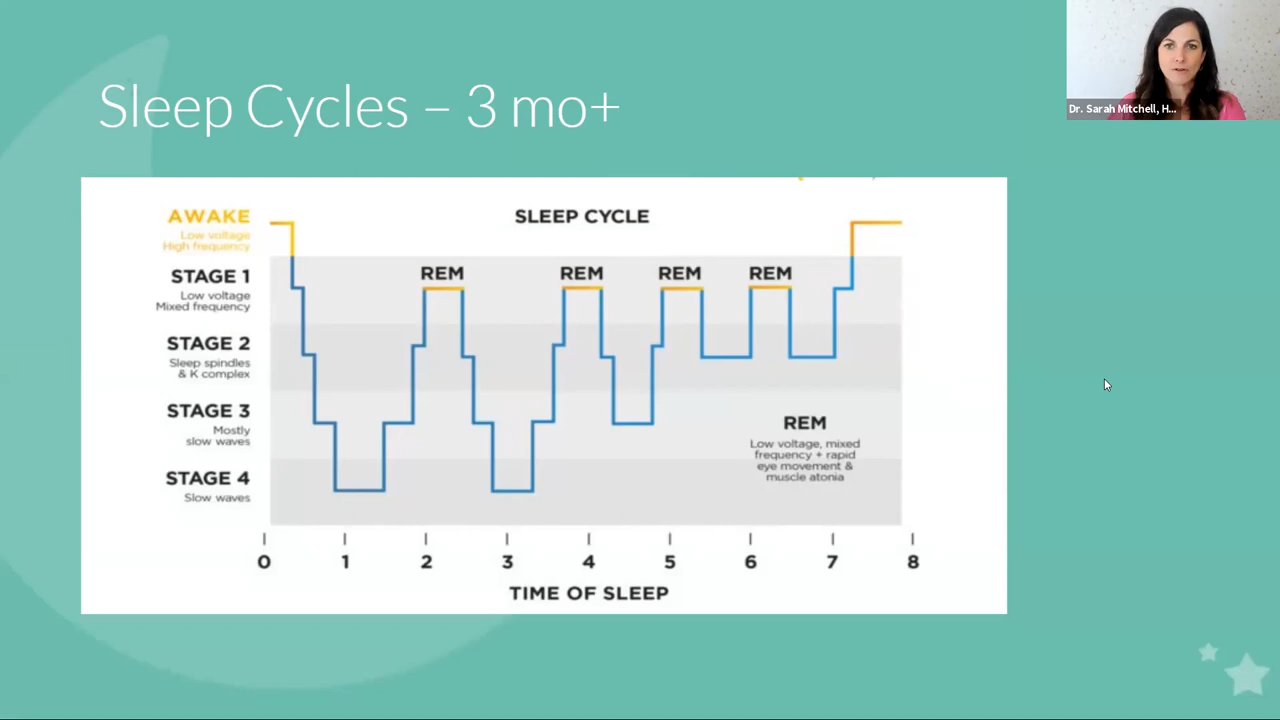 Sleep Cycles – 3 mo+
Dr. Sarah Mitchell, H...
SLEEP CYCLE
AWAKE
Low voltage
High frequency
STAGE 1
Low voltage
Mixed frequency
STAGE 2
Sleep spindles
& K complex
STAGE 3
Mostly
slow waves
STAGE 4
Slow waves
REM
REM
REM
REM
REM
Low voltage, mixed
frequency + rapid
eye movement &
muscle atonia
0 1 2 3 4 5 6 7 8
TIME OF SLEEP